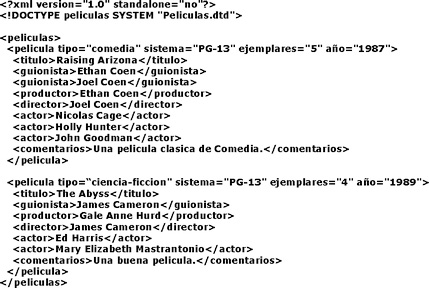 <?xml version="1.0" standalone="no"?>
<!DOCTYPE peliculas SYSTEM "Peliculas.dtd">
<peliculas>
<pelicula tipo="comedia" sistema="PG-13" ejemplares="5" año="1987">
<titulo>Raising Arizona</titulo>
<guionista>Ethan Coen</guionista>
<guionista>Joel Coen</guionista>
<productor>Ethan Coen</productor>
<director>Joel Coen</director>
<actor>Nicolas Cage</actor>
<actor>Holly Hunter</actor>
<actor>John Goodman</actor>
<comentarios>Una pelicula clasica de Comedia.</comentarios>
</pelicula>
<pelicula tipo="ciencia-ficcion" sistema="PG-13" ejemplares="4" año="1989">
<titulo>The Abyss</titulo>
<guionista>James Cameron</guionista>
<productor>Gale Anne Hurd</productor>
<director>James Cameron</director>
<actor>Ed Harris</actor>
<actor>Mary Elizabeth Mastrantonio</actor>
<comentarios>Una buena pelicula.</comentarios>
</pelicula>
</peliculas>